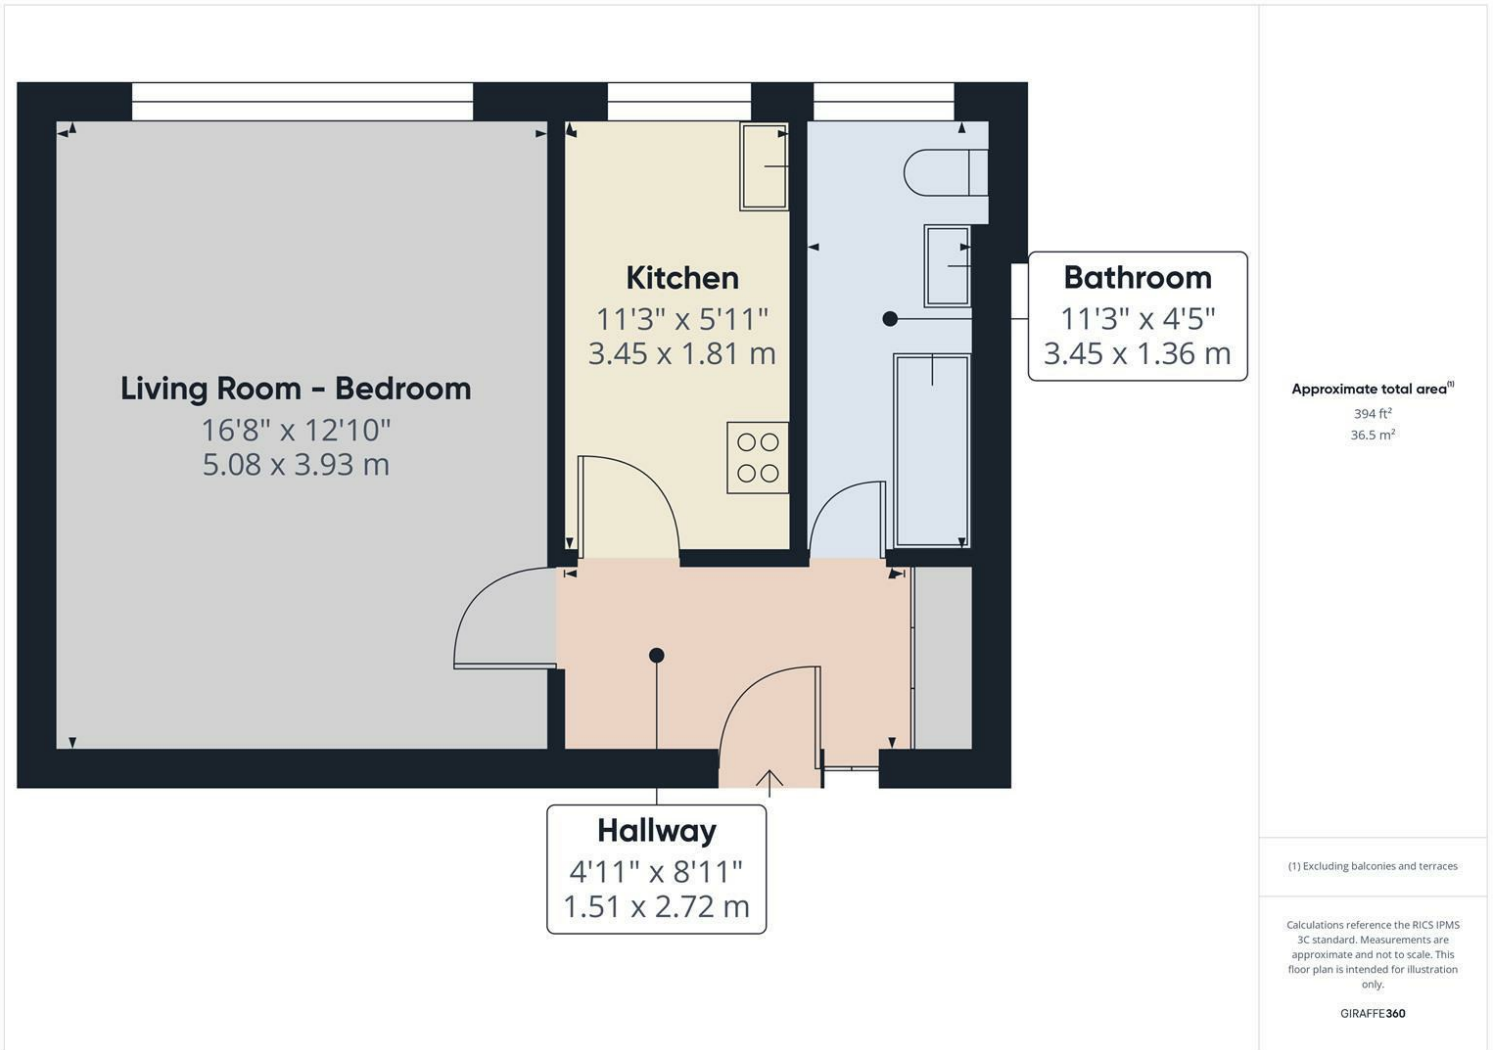 Kitchen
11'3" x 5'11"
3.45 x 1.81 m
Bathroom
11'3" x 4'5"
3.45 x 1.36 m
Living Room - Bedroom
16'8" x 12'10"
5.08 x 3.93 m
Hallway
4'11" x 8'11"
1.51 x 2.72 m
Approximate total area(1)
394 ft²
36.5 m²
(1) Excluding balconies and terraces
Calculations reference the RICS IPMS
3C standard. Measurements are
approximate and not to scale. This
floor plan is intended for illustration
only.
GIRAFFE360